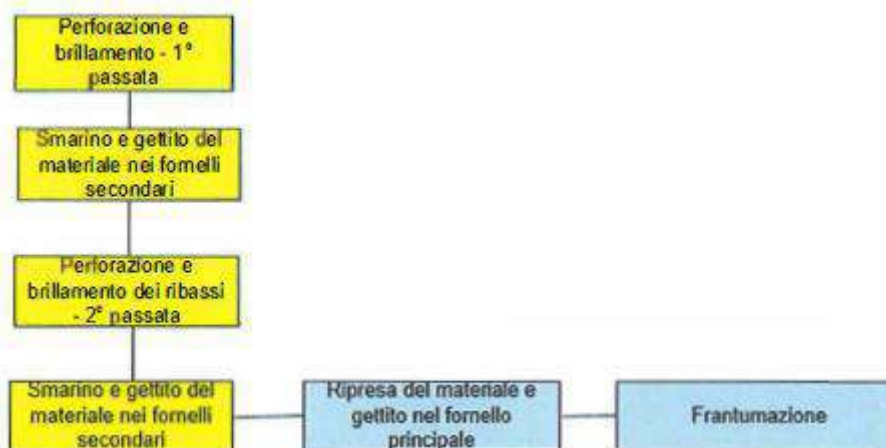 Perforazione e
brillamento - 1°
passata
Smarino e gettito del
materiale nei fornelli
secondari
Perforazione e
brillamento dei ribassi
- 2° passata
Smarino e gettito del
materiale nei fornelli
secondari
Ripresa del materiale e
gettito nel fornello
principale
Frantumazione